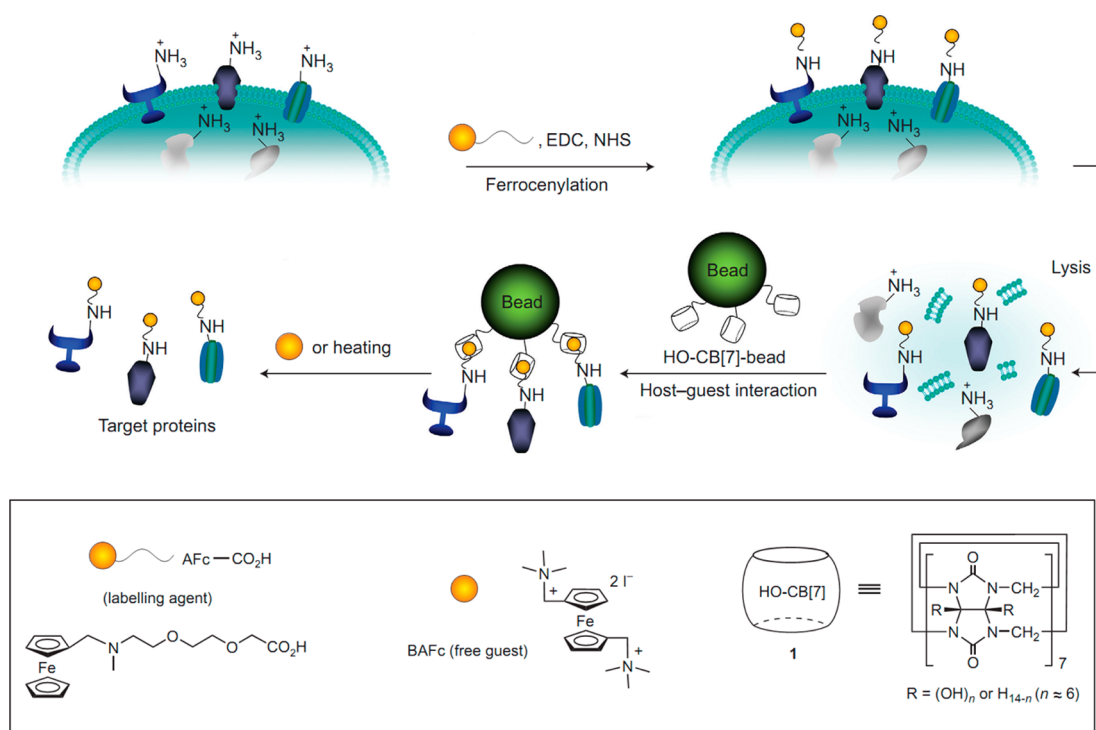 +
NH3
+
NH3
+
NH3
+
NH3
+
NH3
, EDC, NHS
Ferrocenylation
NH
NH
NH
+
NH3
+
NH3
Lysis
+
NH3
NH
NH
NH
+
NH3
Bead
HO-CB[7]-bead
Host–guest interaction
Bead
NH
NH
NH
or heating
NH
NH
NH
Target proteins
AFc—CO2H
(labelling agent)
Fe
N
O
O
CO2H
BAFc (free guest)
N
+
2 I–
Fe
N
+
HO-CB[7]
1
≡
O
N N—CH2
R R
N N—CH2
O
7
R = (OH)n or H14-n (n ≈ 6)